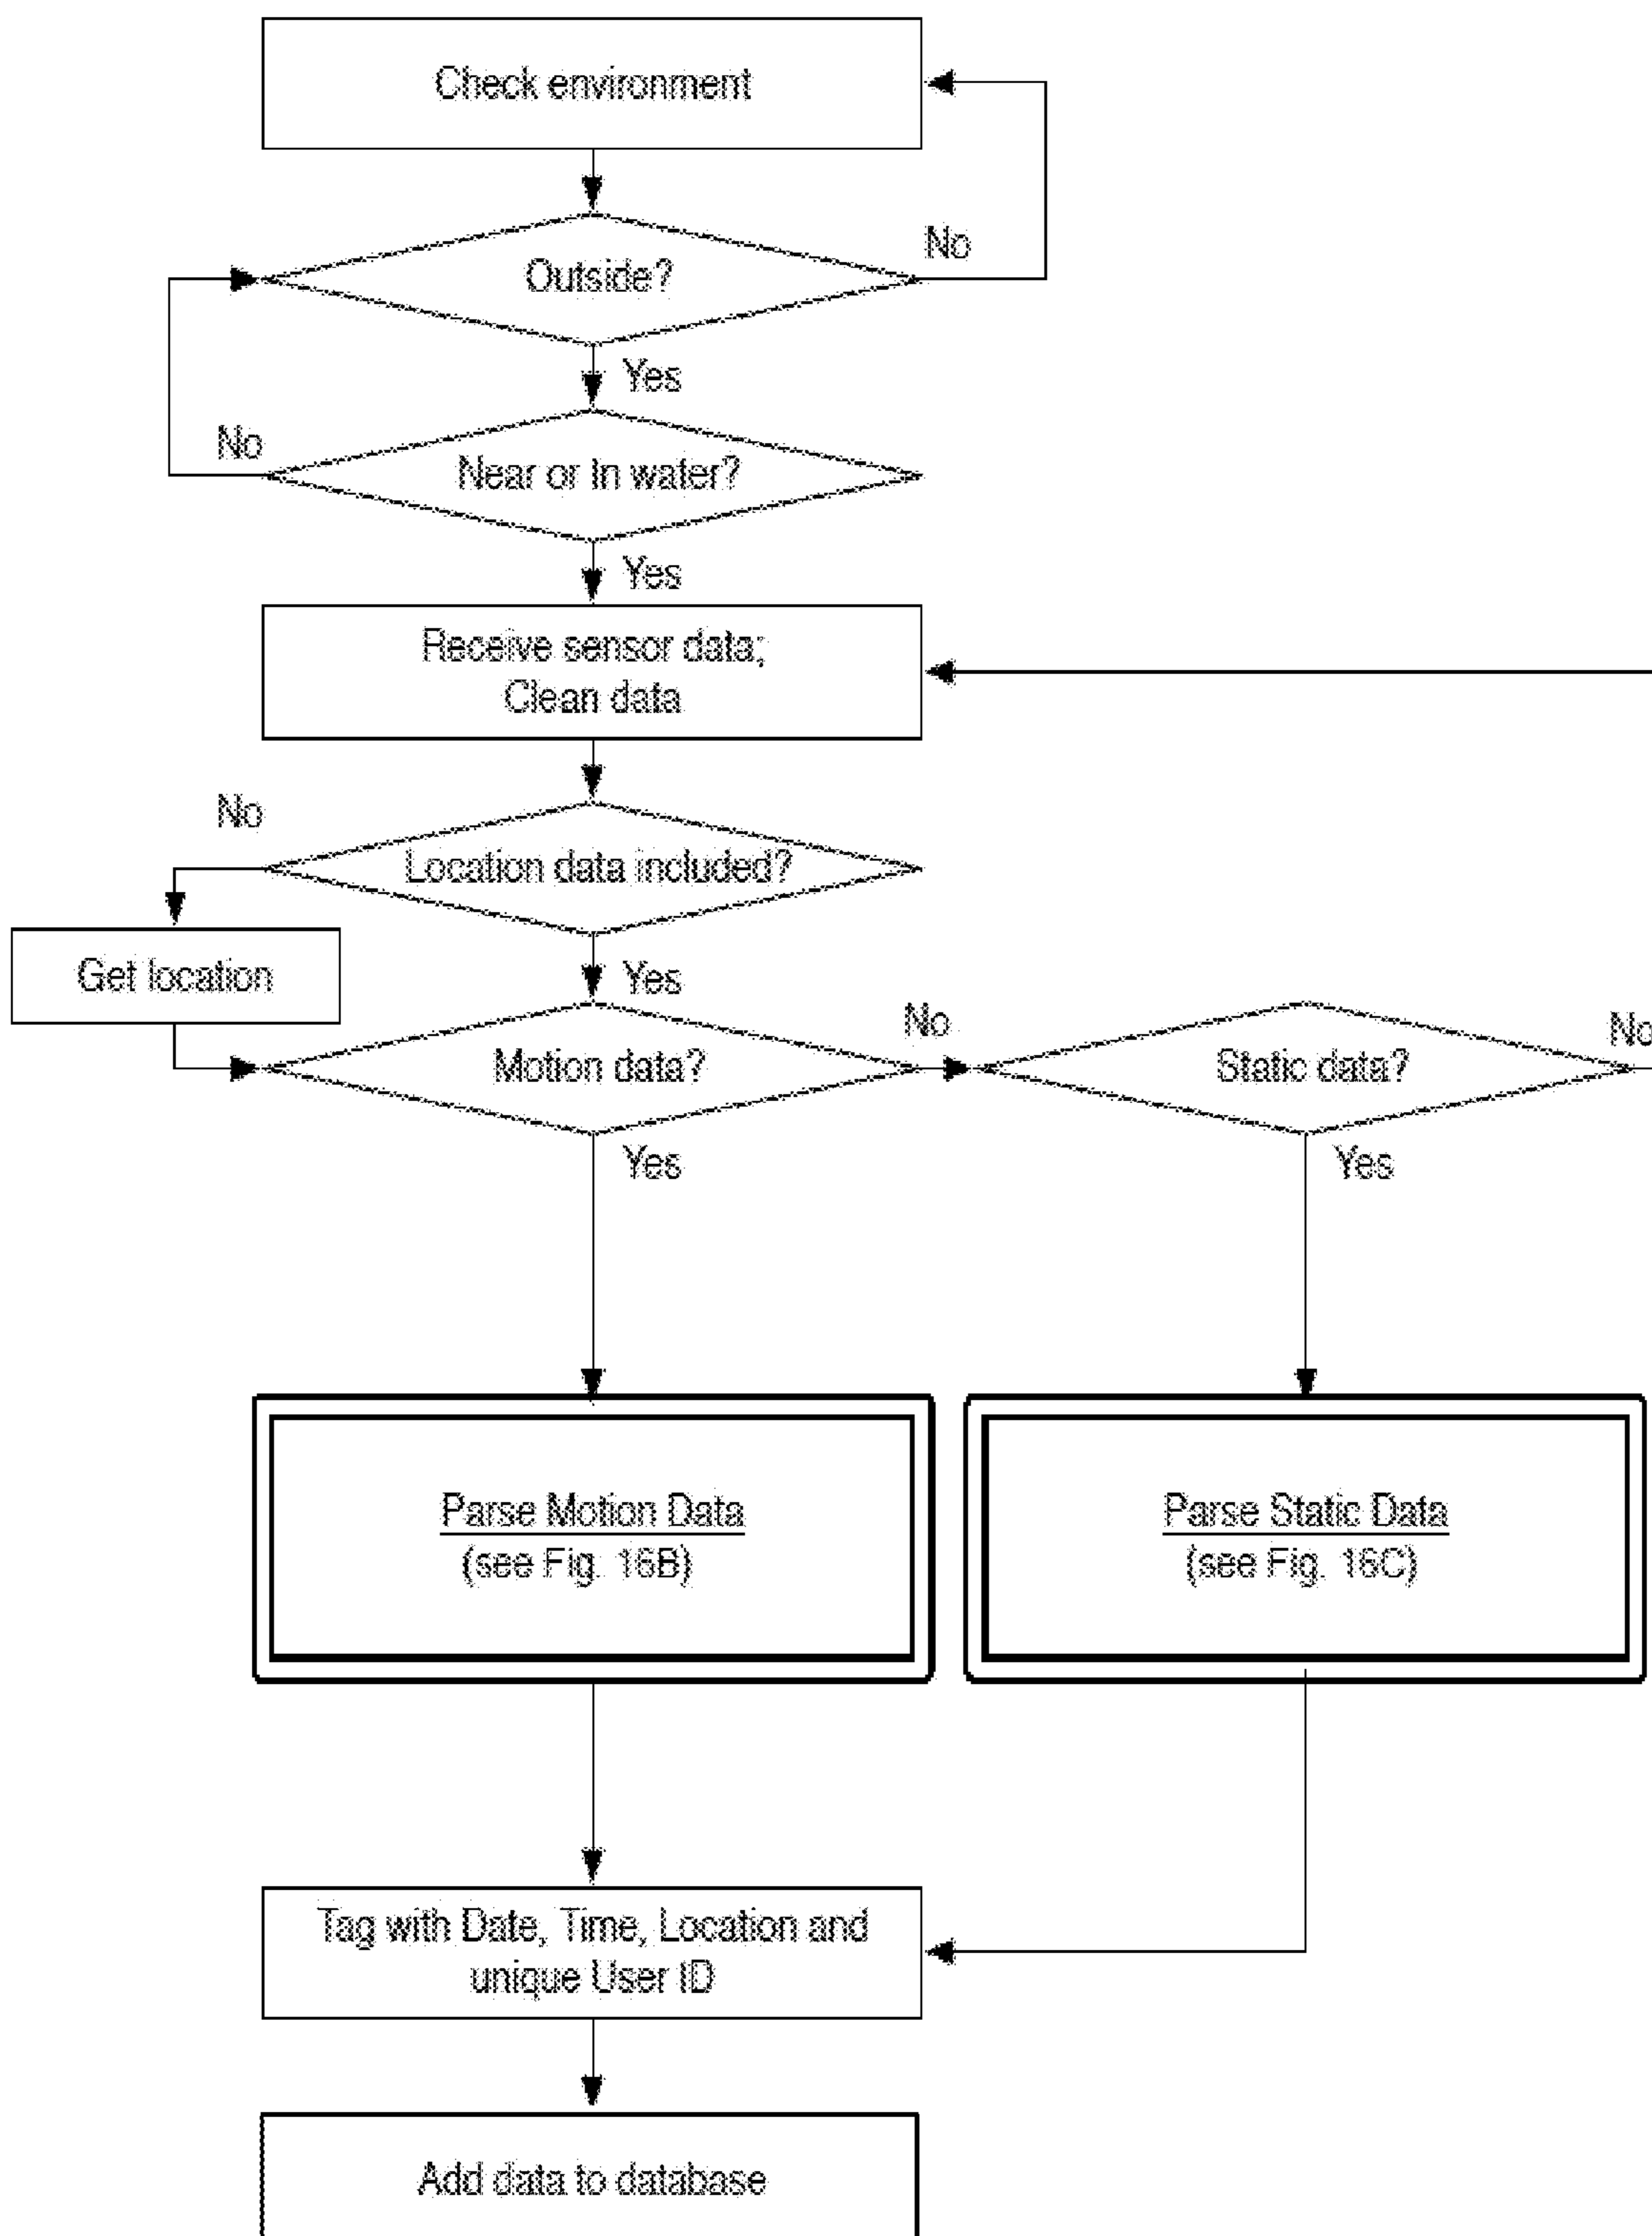 Check environment
No
Outside?
Yes
No
Near or in water?
Yes
Receive sensor data;
Clean data
No
Location data included?
Get location
Yes
No
No
Motion data?
Static data?
Yes
Yes
Parse Motion Data
(see Fig. 16B)
Parse Static Data
(see Fig. 16C)
Tag with Date, Time, Location and
unique User ID
Add data to database